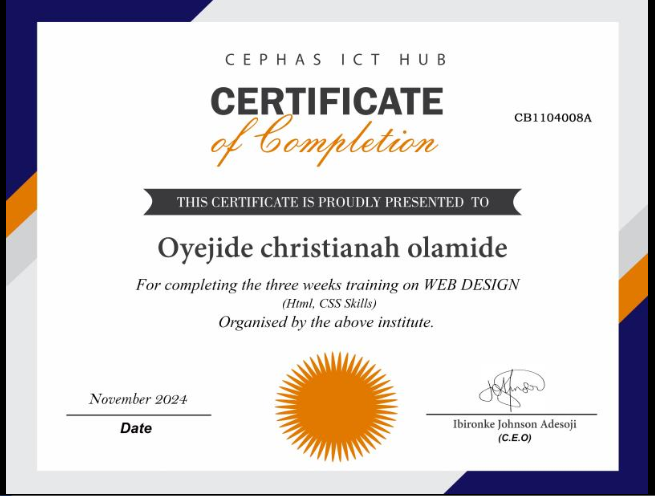 CEPHAS ICT HUB
CERTIFICATE
of Completion
CB1104008A
THIS CERTIFICATE IS PROUDLY PRESENTED TO
Oyejide christianah olamide
For completing the three weeks training on WEB DESIGN
(Html, CSS Skills)
Organised by the above institute.
November 2024
Date
Ibironke Johnson Adesoji
(C.E.O)